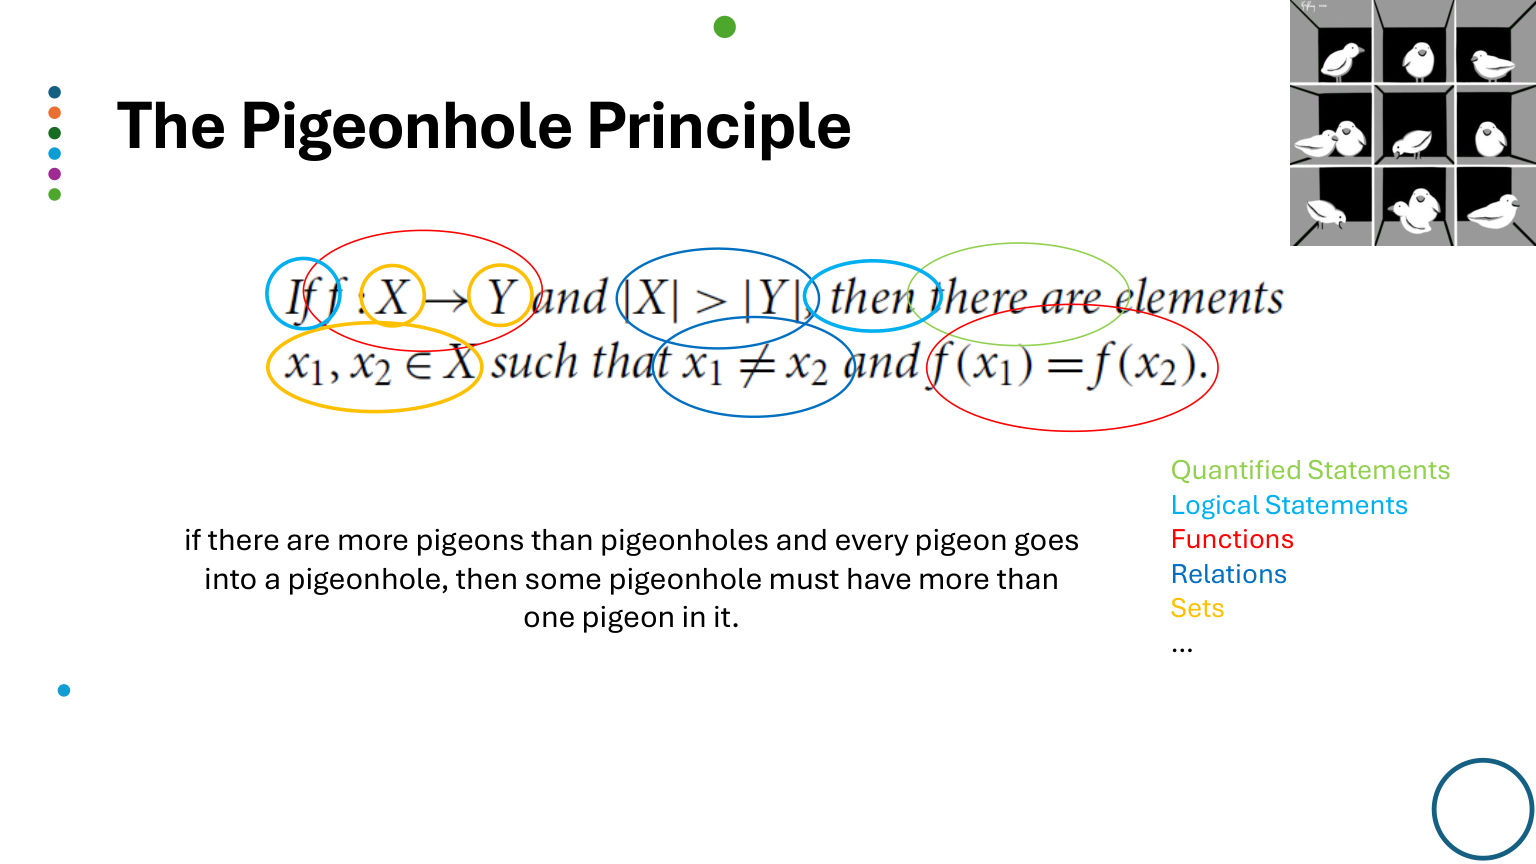 The Pigeonhole Principle
If f : X → Y and |X| > |Y|, then there are elements
x₁, x₂ ∈ X such that x₁ ≠ x₂ and f(x₁) = f(x₂).
if there are more pigeons than pigeonholes and every pigeon goes
into a pigeonhole, then some pigeonhole must have more than
one pigeon in it.
Quantified Statements
Logical Statements
Functions
Relations
Sets
...